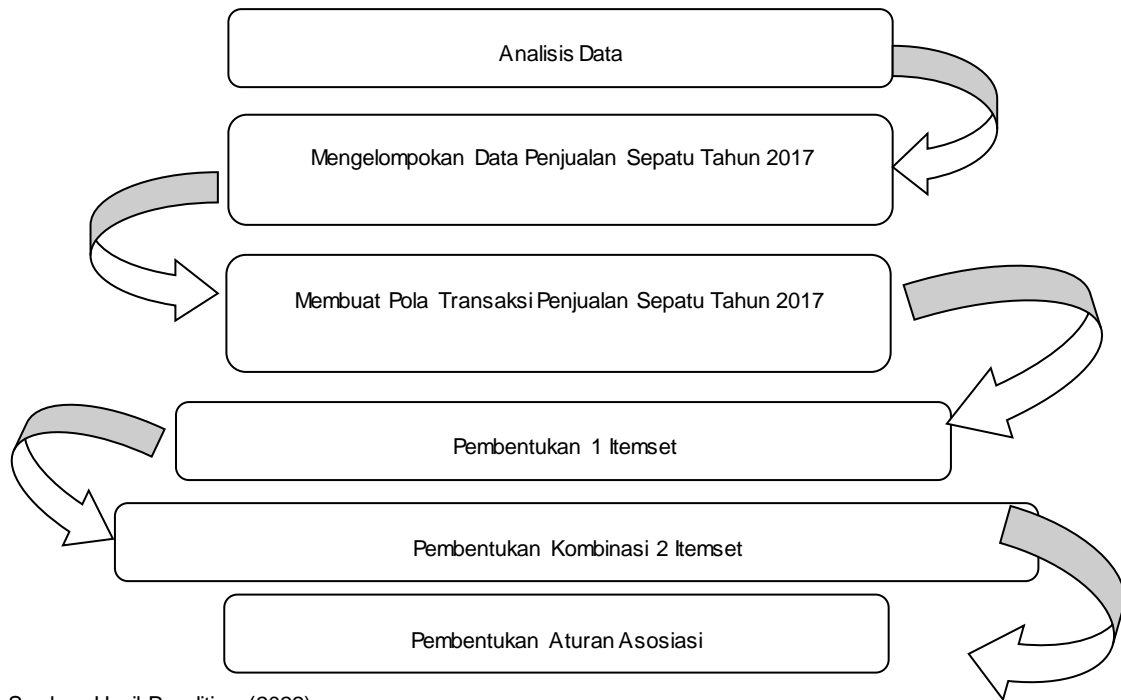 Analisis Data
Mengelompokan Data Penjualan Sepatu Tahun 2017
Membuat Pola Transaksi Penjualan Sepatu Tahun 2017
Pembentukan 1 Itemset
Pembentukan Kombinasi 2 Itemset
Pembentukan Aturan Asosiasi